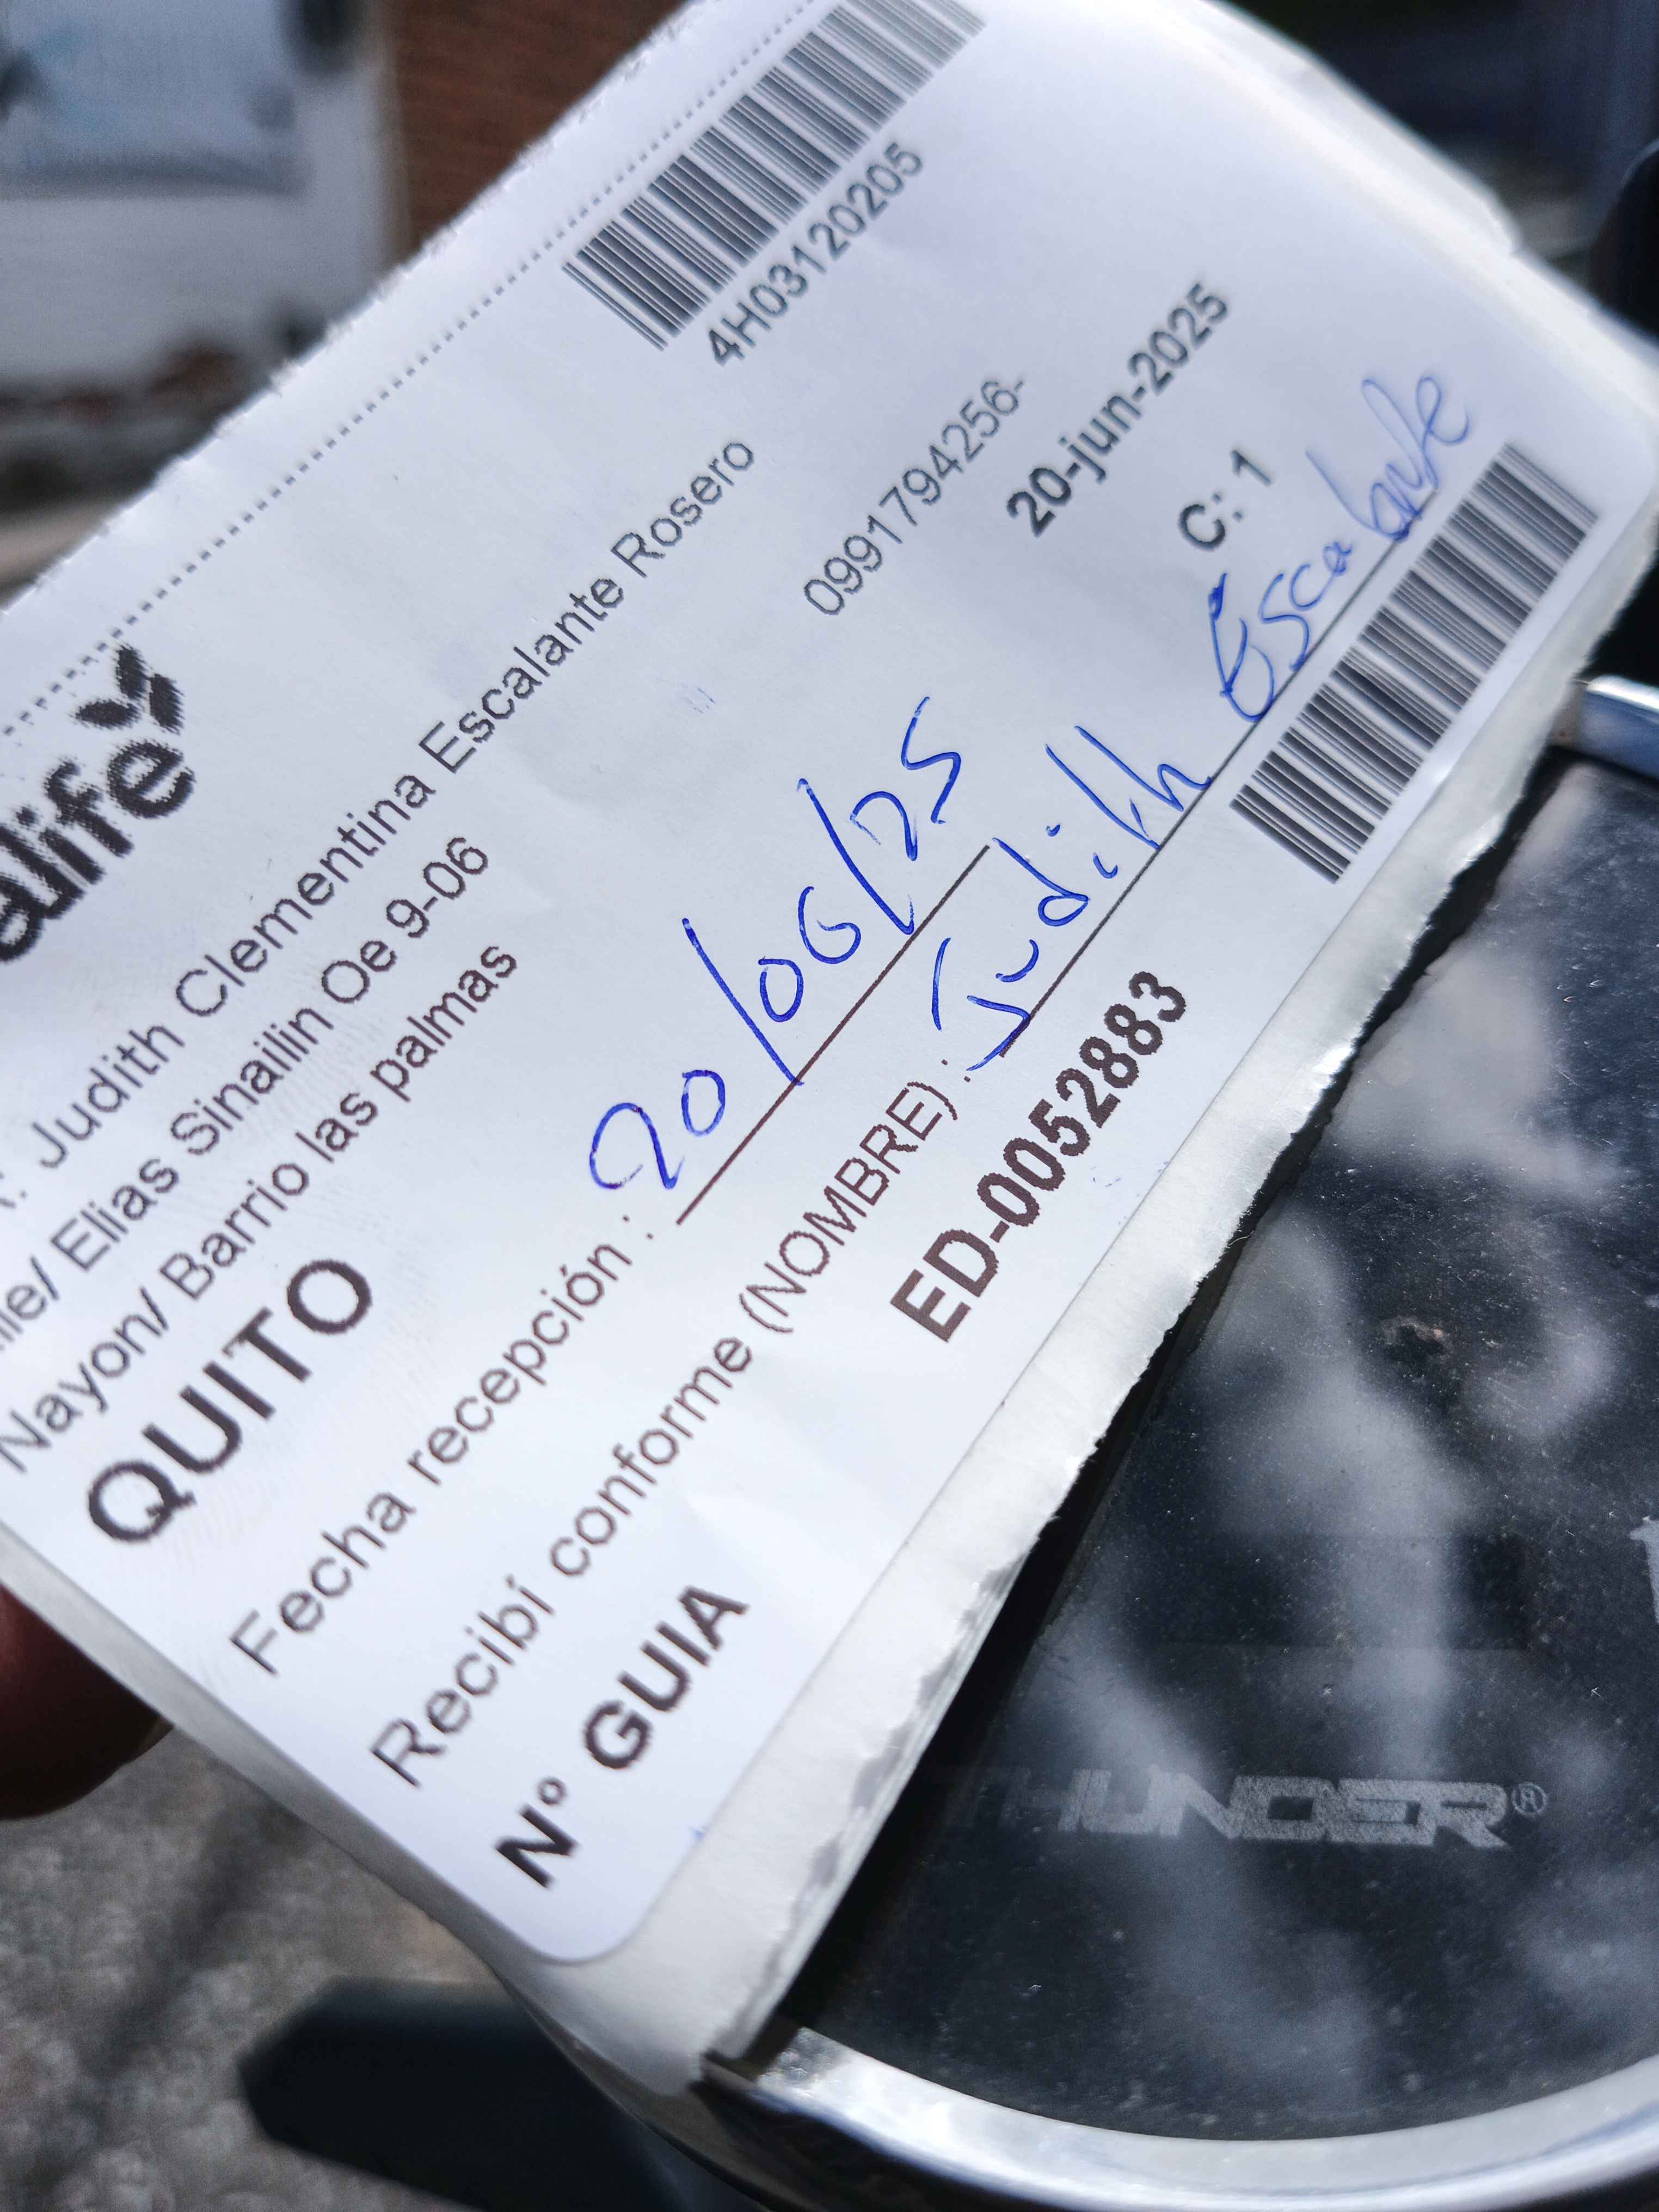 alife
4H03120205
: Judith Clementina Escalante Rosero
/ Elias Sinailin Oe 9-06
0991794256-
Nayon/ Barrio las palmas
20-jun-2025
QUITO
C: 1
Fecha recepción : 20/06/25
Recibí conforme (NOMBRE) : Judith Escalante
Nº GUIA
ED-0052883
THUNDER®